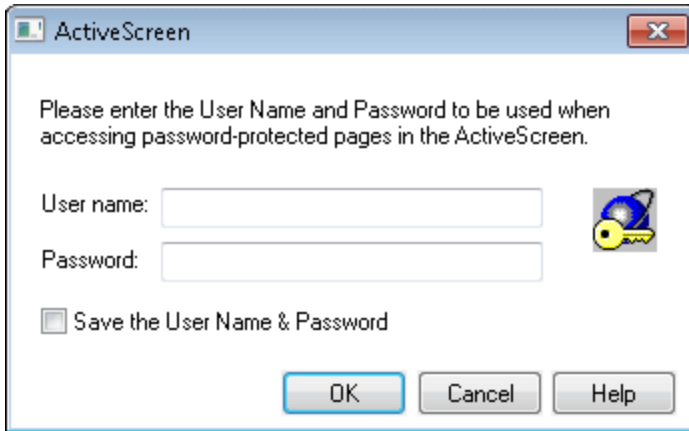 ActiveScreen
Please enter the User Name and Password to be used when
accessing password-protected pages in the ActiveScreen.
User name:
Password:
Save the User Name & Password
OK Cancel Help